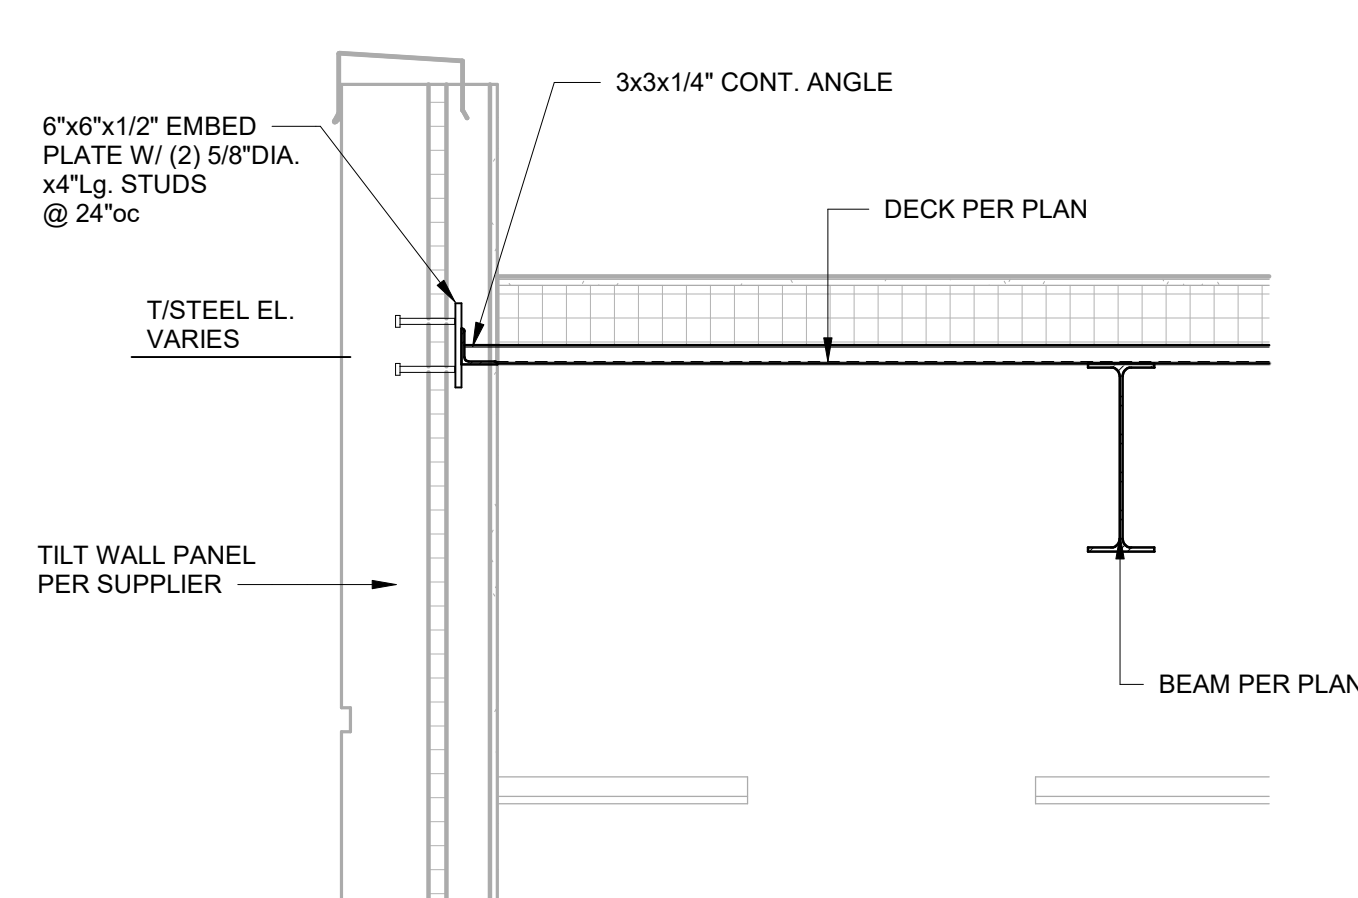 3x3x1/4" CONT. ANGLE
6"x6"x1/2" EMBED
PLATE W/ (2) 5/8"DIA.
x4"Lg. STUDS
@ 24"oc
DECK PER PLAN
T/STEEL EL.
VARIES
TILT WALL PANEL
PER SUPPLIER
BEAM PER PLAN